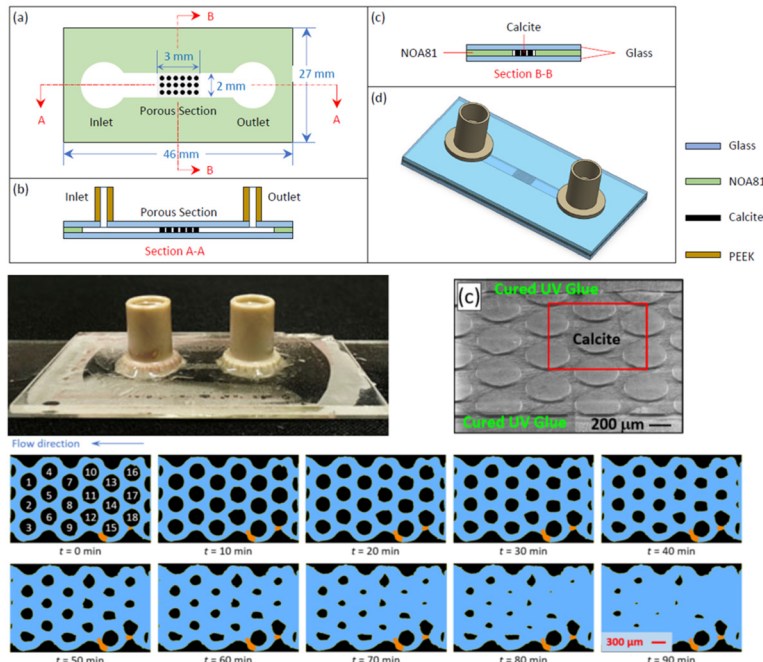 (a)
B
3 mm
2 mm
27 mm
A
A
Inlet
Porous Section
Outlet
46 mm
B
(b)
Inlet
Porous Section
Outlet
Section A-A
(c)
Calcite
NOA81
Glass
Section B-B
(d)
Glass
NOA81
Calcite
PEEK
(c)
Cured UV Glue
Calcite
Cured UV Glue
200 μm
Flow direction
1 2 3 4 5 6 7 8 9 10 11 12 13 14 15 16 17 18
t = 0 min
t = 10 min
t = 20 min
t = 30 min
t = 40 min
t = 50 min
t = 60 min
t = 70 min
t = 80 min
300 μm
t = 90 min